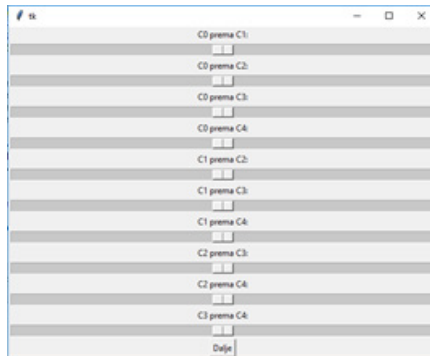 tk
C0 prema C1:
C0 prema C2:
C0 prema C3:
C0 prema C4:
C1 prema C2:
C1 prema C3:
C1 prema C4:
C2 prema C3:
C2 prema C4:
C3 prema C4:
Dalje